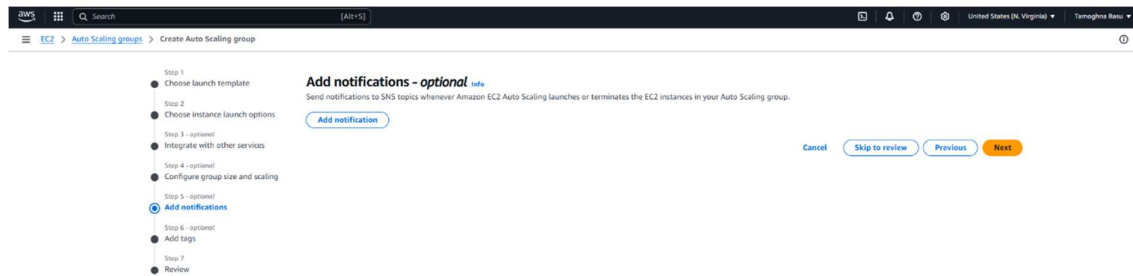 aws Search [Alt+S] United States (N. Virginia) Tamoghna Basu
EC2 > Auto Scaling groups > Create Auto Scaling group
Step 1
Choose launch template
Step 2
Choose instance launch options
Step 3 - optional
Integrate with other services
Step 4 - optional
Configure group size and scaling
Step 5 - optional
Add notifications
Step 6 - optional
Add tags
Step 7
Review
Add notifications - optional Info
Send notifications to SNS topics whenever Amazon EC2 Auto Scaling launches or terminates the EC2 instances in your Auto Scaling group.
Add notification
Cancel Skip to review Previous Next